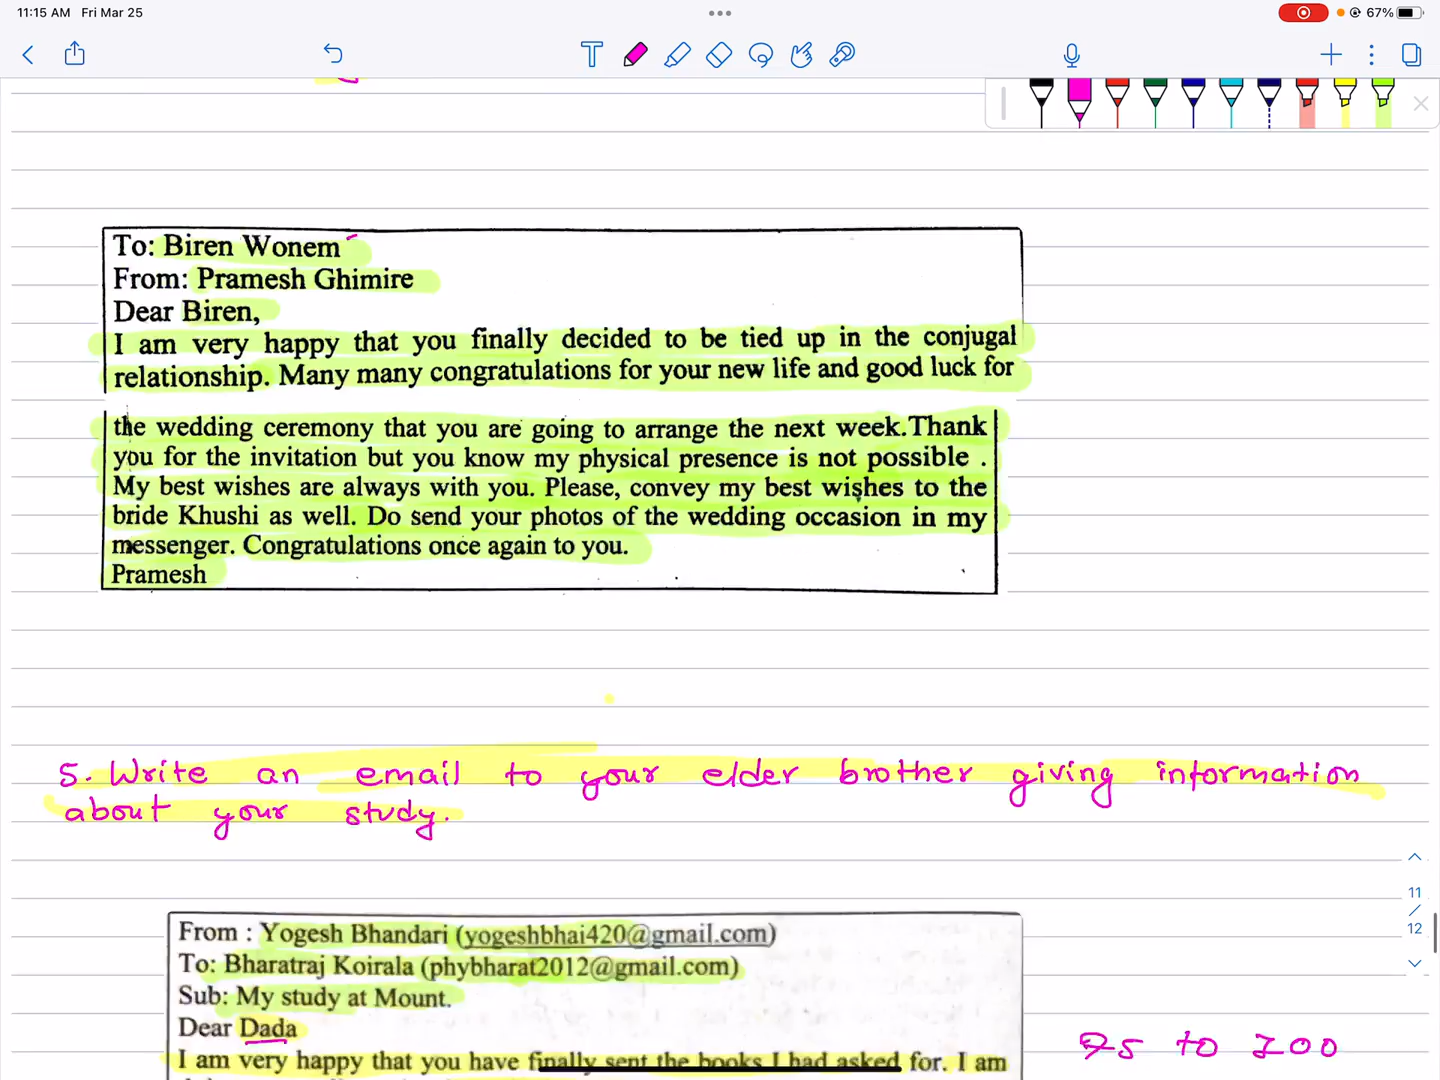 11:15 AM Fri Mar 25
67%
To: Biren Wonem
From: Pramesh Ghimire
Dear Biren,
I am very happy that you finally decided to be tied up in the conjugal
relationship. Many many congratulations for your new life and good luck for
the wedding ceremony that you are going to arrange the next week.Thank
you for the invitation but you know my physical presence is not possible .
My best wishes are always with you. Please, convey my best wishes to the
bride Khushi as well. Do send your photos of the wedding occasion in my
messenger. Congratulations once again to you.
Pramesh
5. Write an email to your elder brother giving information
about your study.
11
/
12
From : Yogesh Bhandari (yogeshbhai420@gmail.com)
To: Bharatraj Koirala (phybharat2012@gmail.com)
Sub: My study at Mount.
Dear Dada
I am very happy that you have finally sent the books I had asked for. I am
75 to 100